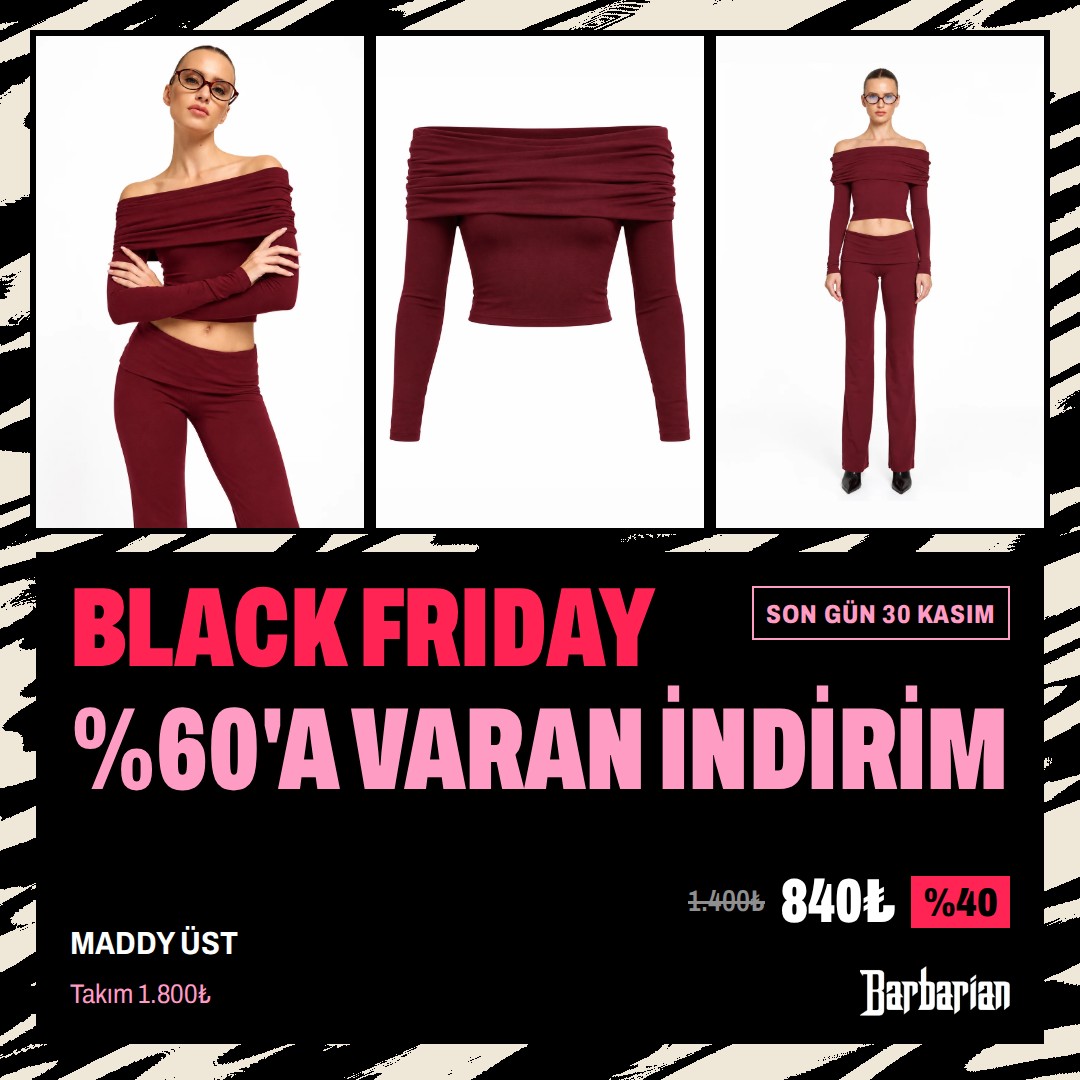 BLACK FRIDAY
SON GÜN 30 KASIM
%60'A VARAN İNDİRİM
1.400₺ 840₺ %40
MADDY ÜST
Takım 1.800₺
Barbarian